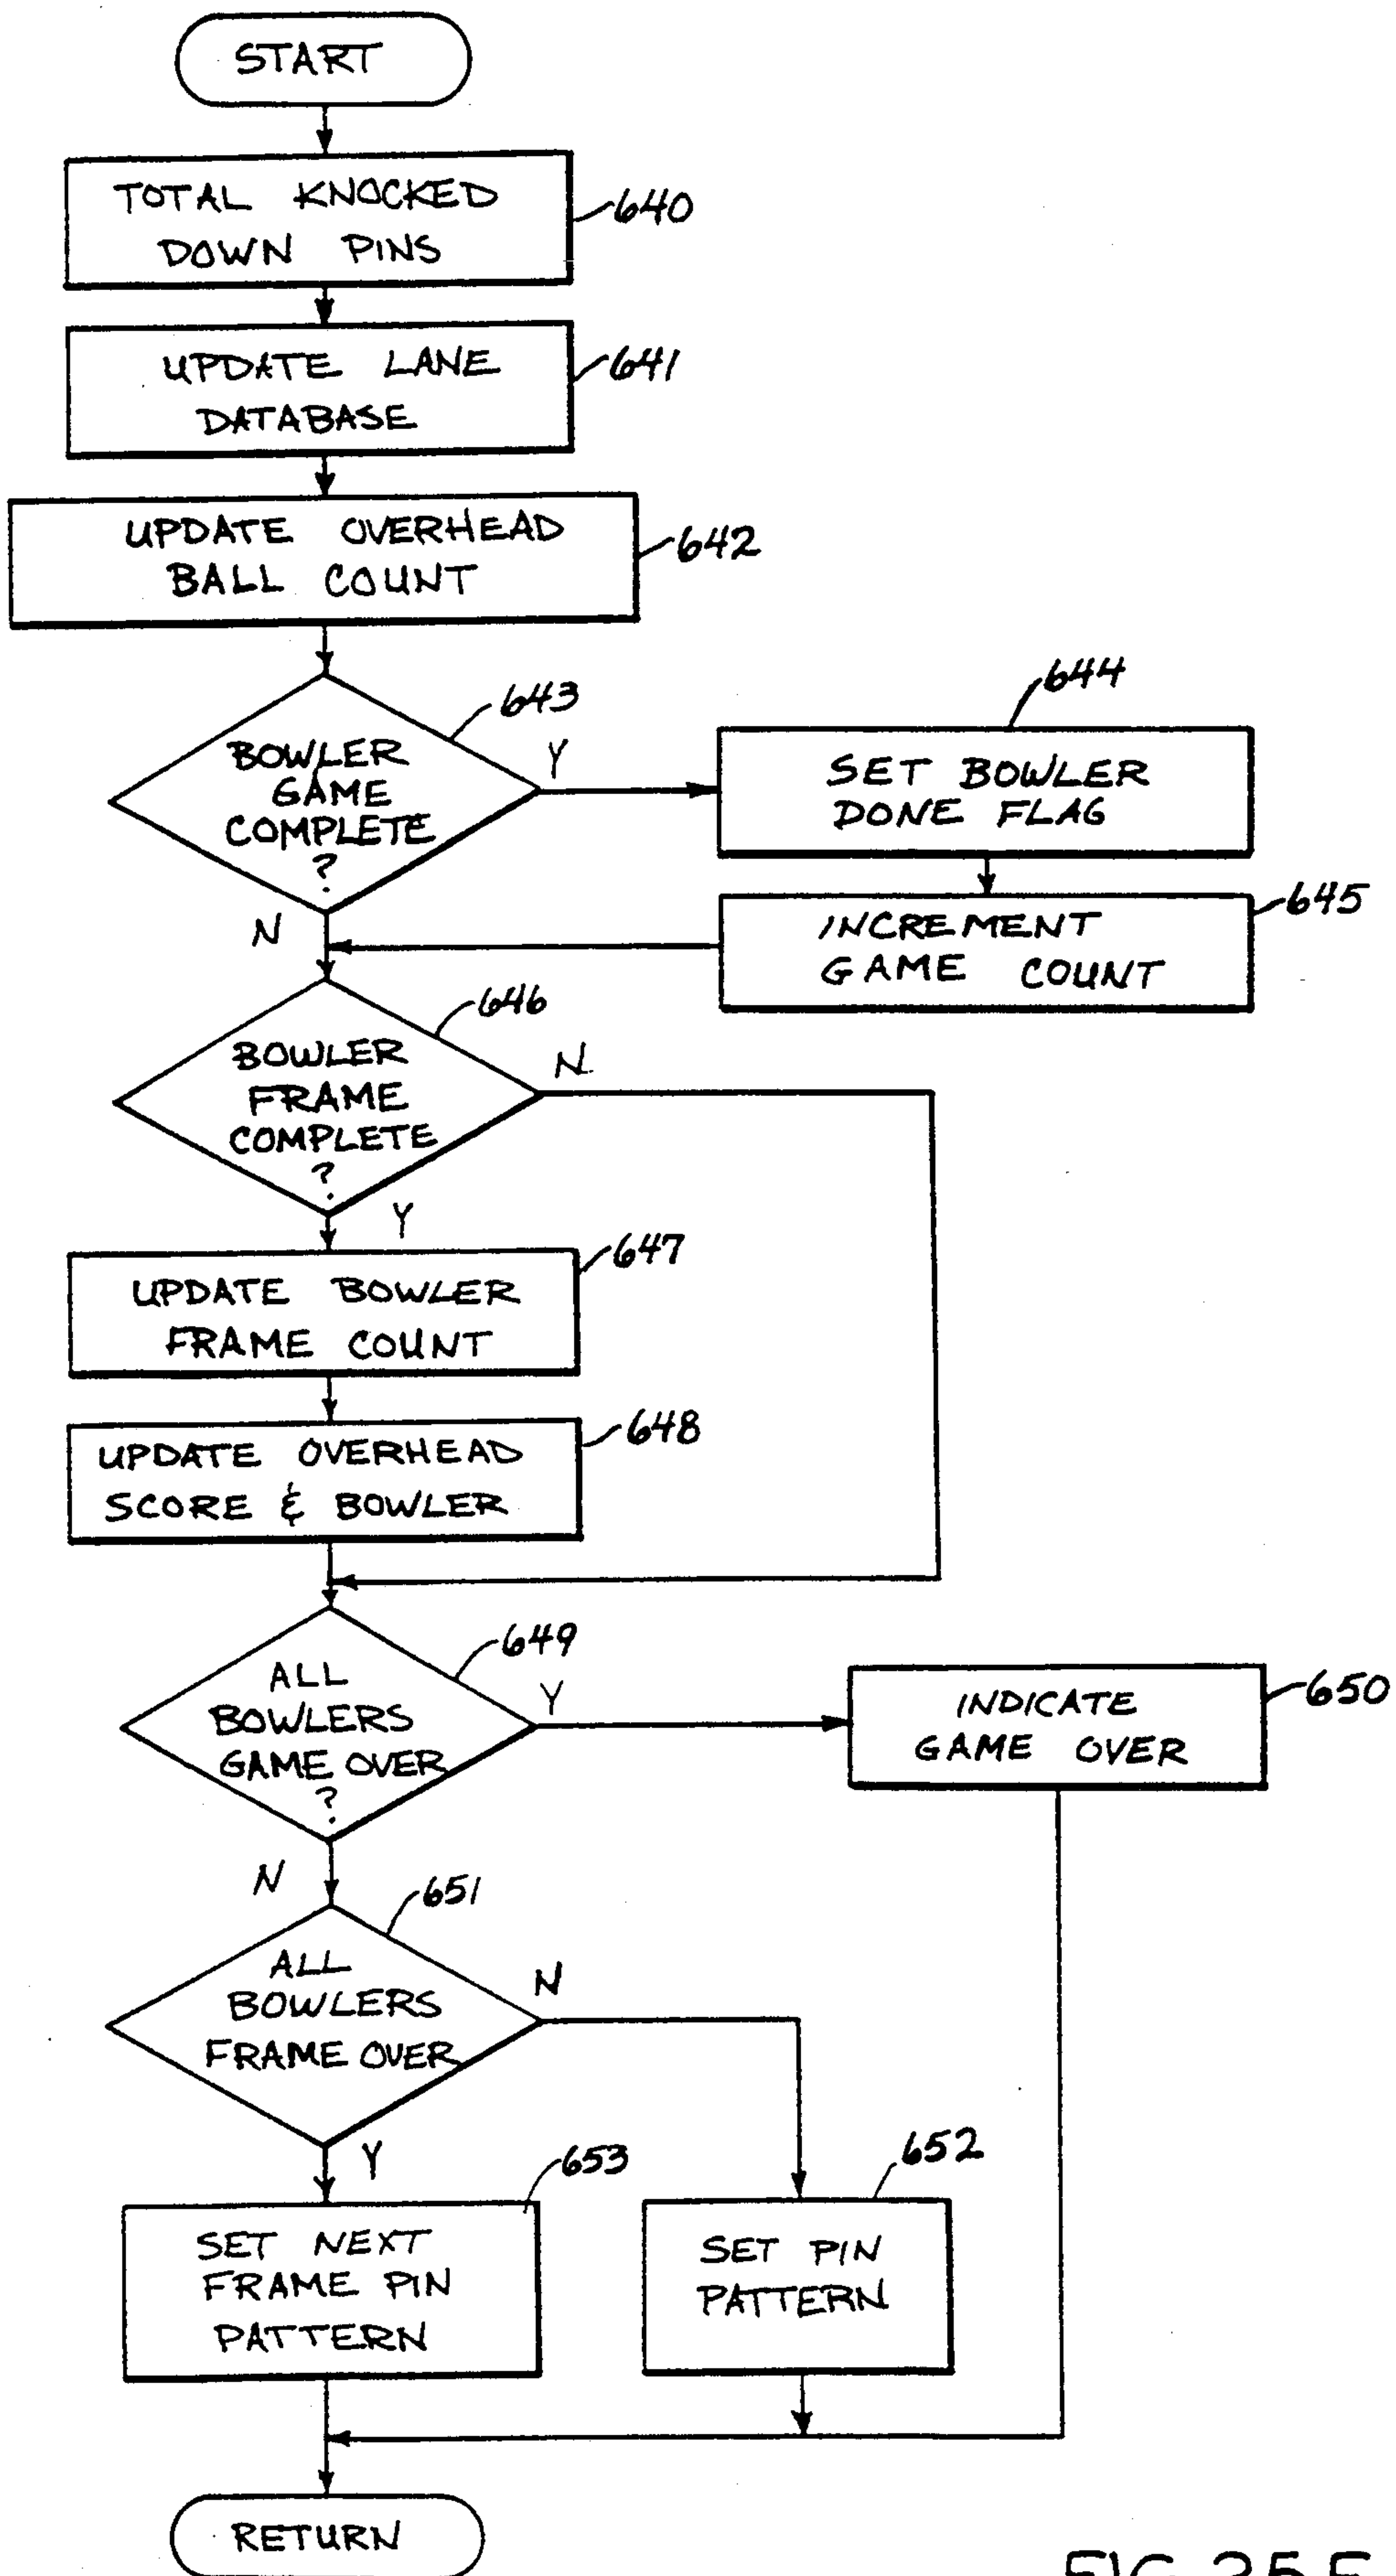 START
TOTAL KNOCKED
DOWN PINS
640
UPDATE LANE
DATABASE
641
UPDATE OVERHEAD
BALL COUNT
642
BOWLER
GAME
COMPLETE
?
643
Y
N
644
SET BOWLER
DONE FLAG
INCREMENT
GAME COUNT
645
BOWLER
FRAME
COMPLETE
?
646
N
Y
UPDATE BOWLER
FRAME COUNT
647
UPDATE OVERHEAD
SCORE & BOWLER
648
ALL
BOWLERS
GAME OVER
?
649
Y
N
INDICATE
GAME OVER
650
ALL
BOWLERS
FRAME OVER
651
N
Y
SET NEXT
FRAME PIN
PATTERN
653
SET PIN
PATTERN
652
RETURN